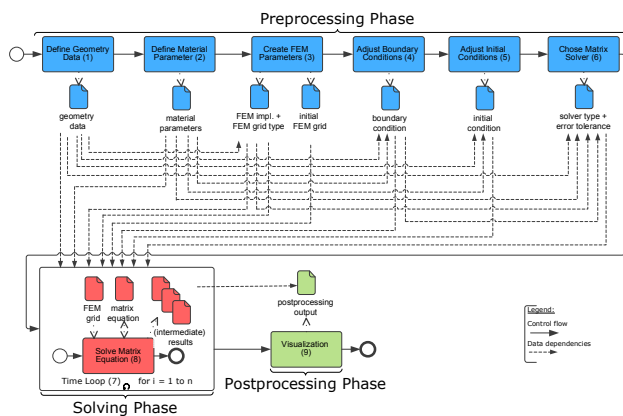 Preprocessing Phase
Define Geometry
Data (1)
Define Material
Parameter (2)
Create FEM
Parameters (3)
Adjust Boundary
Conditions (4)
Adjust Initial
Conditions (5)
Chose Matrix
Solver (6)
geometry
data
material
parameters
FEM impl. +
FEM grid type
initial
FEM grid
boundary
condition
initial
condition
solver type +
error tolerance
FEM
grid
matrix
equation
(intermediate)
results
postprocessing
output
Solve Matrix
Equation (8)
Visualization
(9)
Time Loop (7) for i = 1 to n
Solving Phase
Postprocessing Phase
Legend:
Control flow
Data dependencies